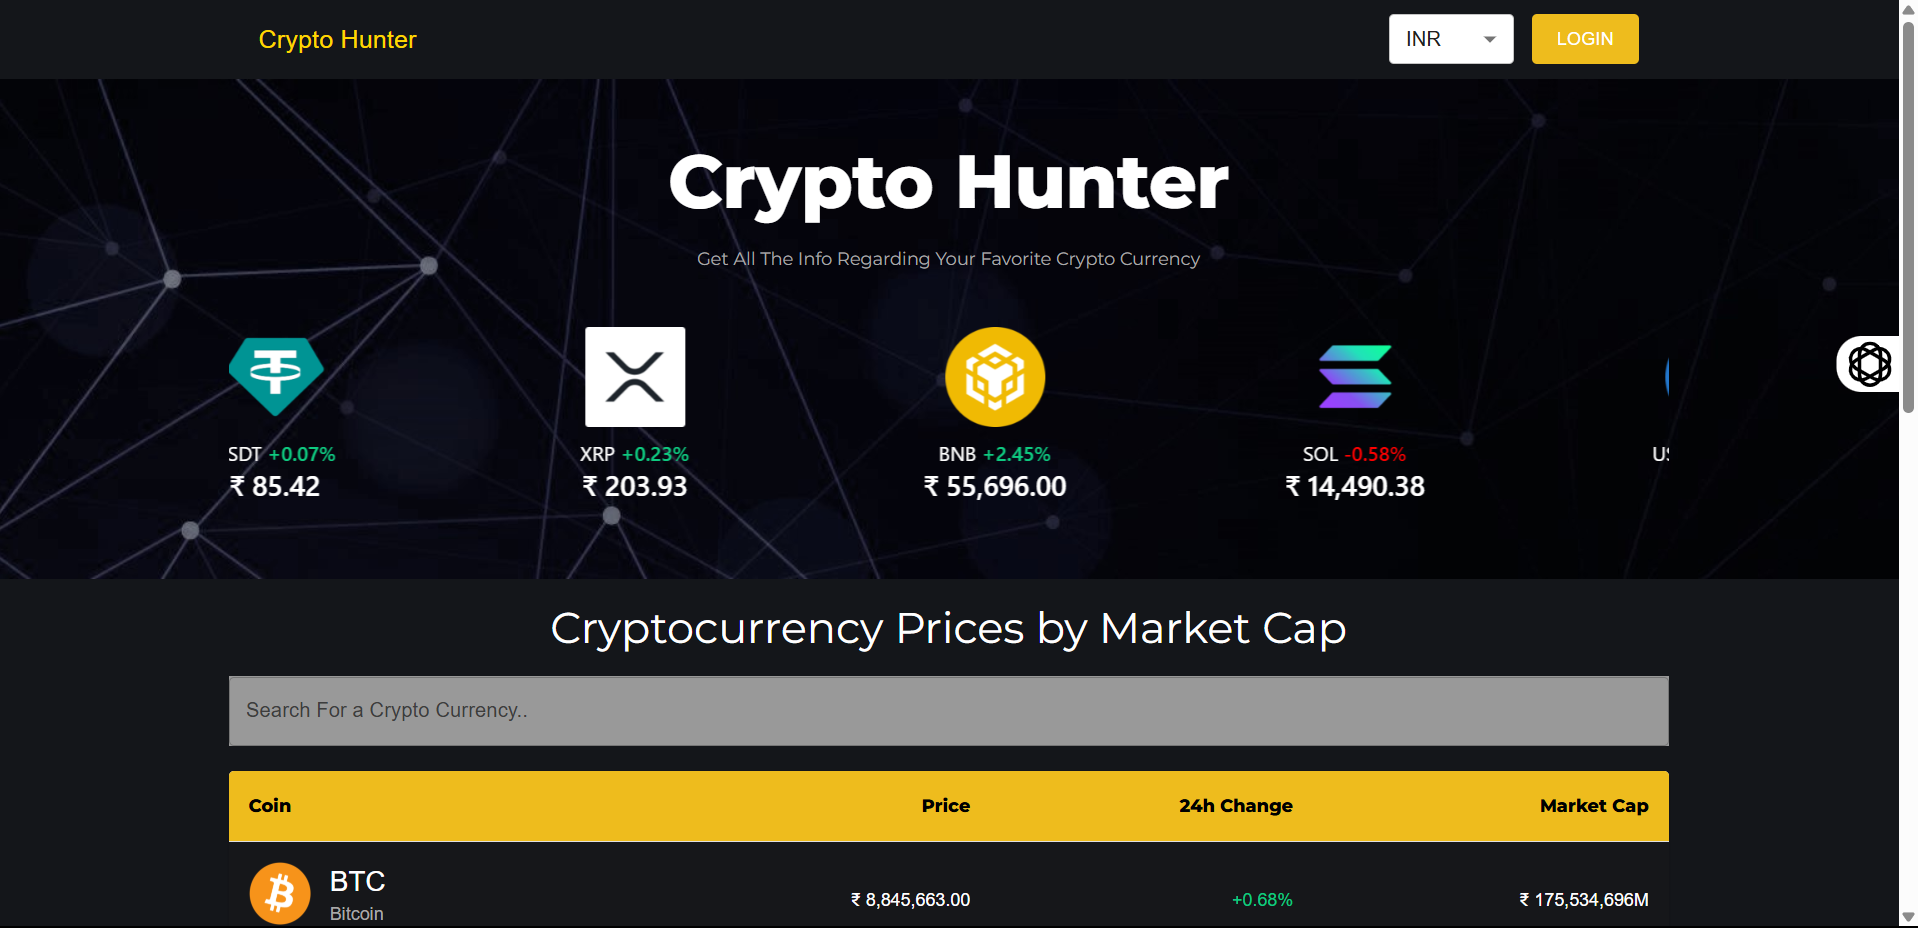 Crypto Hunter
INR
LOGIN
Crypto Hunter
Get All The Info Regarding Your Favorite Crypto Currency
SDT +0.07%
₹ 85.42
XRP +0.23%
₹ 203.93
BNB +2.45%
₹ 55,696.00
SOL -0.58%
₹ 14,490.38
US
Cryptocurrency Prices by Market Cap
Search For a Crypto Currency..
Coin Price 24h Change Market Cap
BTC
Bitcoin
₹ 8,845,663.00 +0.68% ₹ 175,534,696M